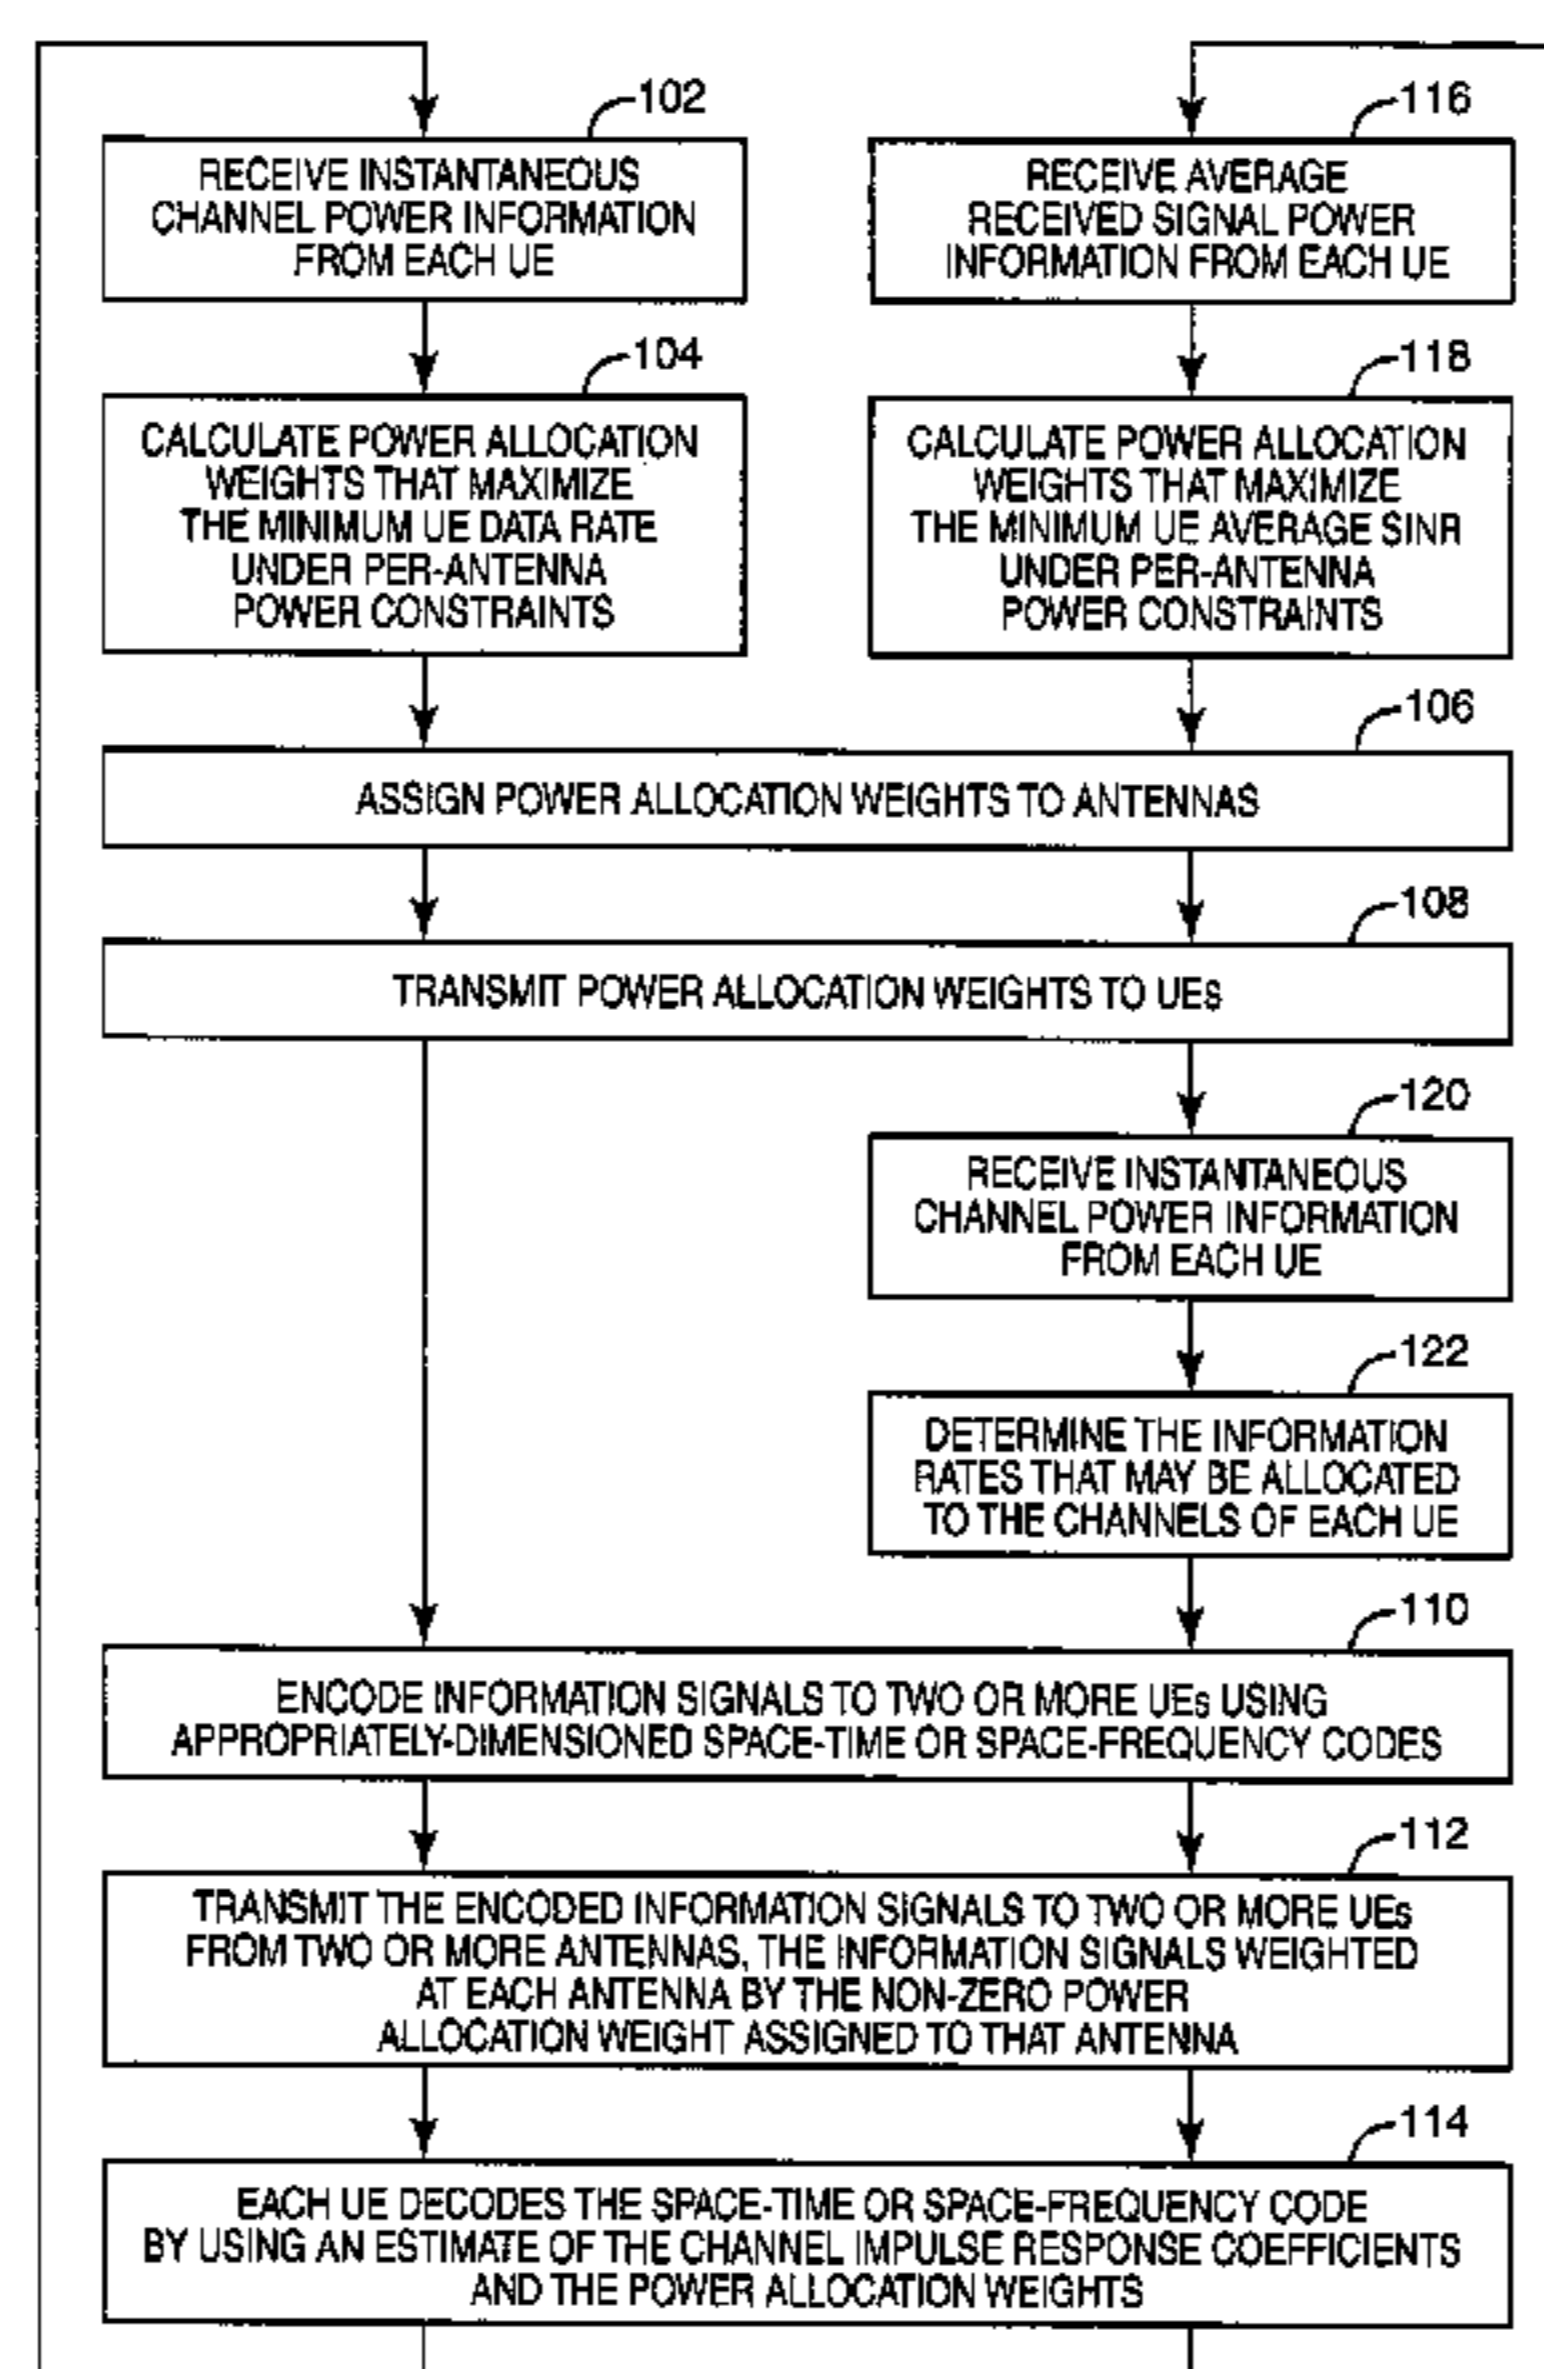 102
RECEIVE INSTANTANEOUS
CHANNEL POWER INFORMATION
FROM EACH UE
116
RECEIVE AVERAGE
RECEIVED SIGNAL POWER
INFORMATION FROM EACH UE
104
CALCULATE POWER ALLOCATION
WEIGHTS THAT MAXIMIZE
THE MINIMUM UE DATA RATE
UNDER PER-ANTENNA
POWER CONSTRAINTS
118
CALCULATE POWER ALLOCATION
WEIGHTS THAT MAXIMIZE
THE MINIMUM UE AVERAGE SINR
UNDER PER-ANTENNA
POWER CONSTRAINTS
106
ASSIGN POWER ALLOCATION WEIGHTS TO ANTENNAS
108
TRANSMIT POWER ALLOCATION WEIGHTS TO UEs
120
RECEIVE INSTANTANEOUS
CHANNEL POWER INFORMATION
FROM EACH UE
122
DETERMINE THE INFORMATION
RATES THAT MAY BE ALLOCATED
TO THE CHANNELS OF EACH UE
110
ENCODE INFORMATION SIGNALS TO TWO OR MORE UEs USING
APPROPRIATELY-DIMENSIONED SPACE-TIME OR SPACE-FREQUENCY CODES
112
TRANSMIT THE ENCODED INFORMATION SIGNALS TO TWO OR MORE UEs
FROM TWO OR MORE ANTENNAS, THE INFORMATION SIGNALS WEIGHTED
AT EACH ANTENNA BY THE NON-ZERO POWER
ALLOCATION WEIGHT ASSIGNED TO THAT ANTENNA
114
EACH UE DECODES THE SPACE-TIME OR SPACE-FREQUENCY CODE
BY USING AN ESTIMATE OF THE CHANNEL IMPULSE RESPONSE COEFFICIENTS
AND THE POWER ALLOCATION WEIGHTS